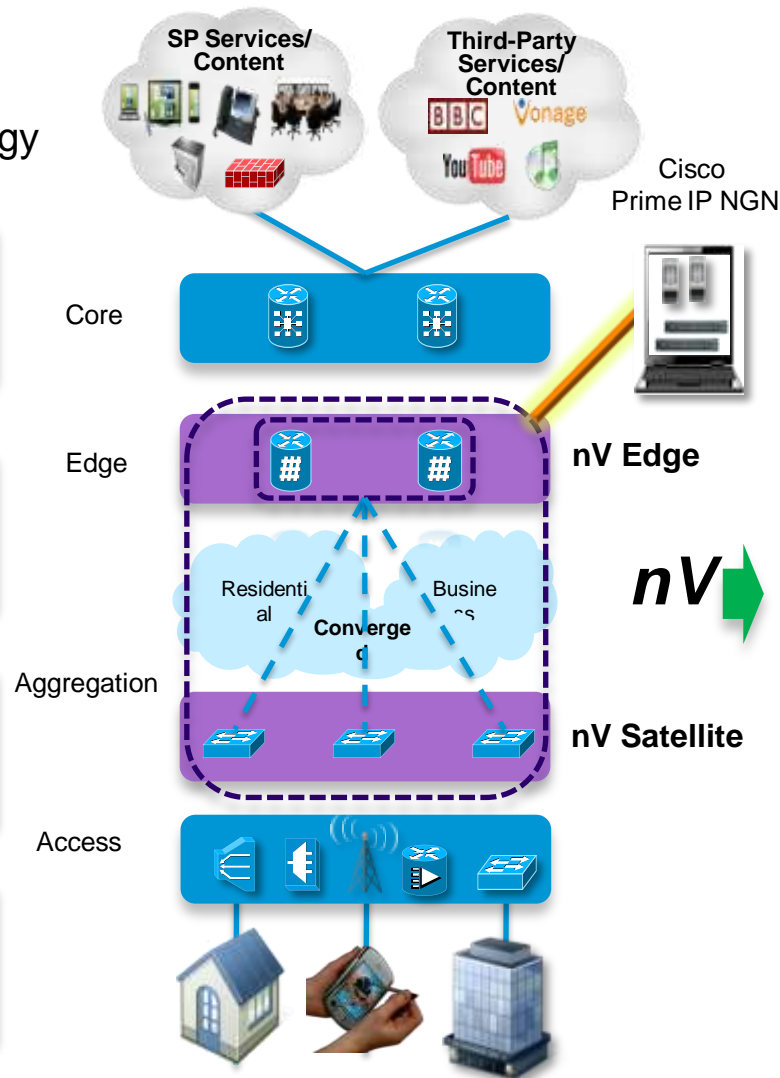 SP Services/
Content
Third-Party
Services/
Content
BBC
Vonage
YouTube
gy
Cisco
Prime IP NGN
Core
Edge
nV Edge
Residenti
al
Busine
ss
Converge
d
nV
Aggregation
nV Satellite
Access